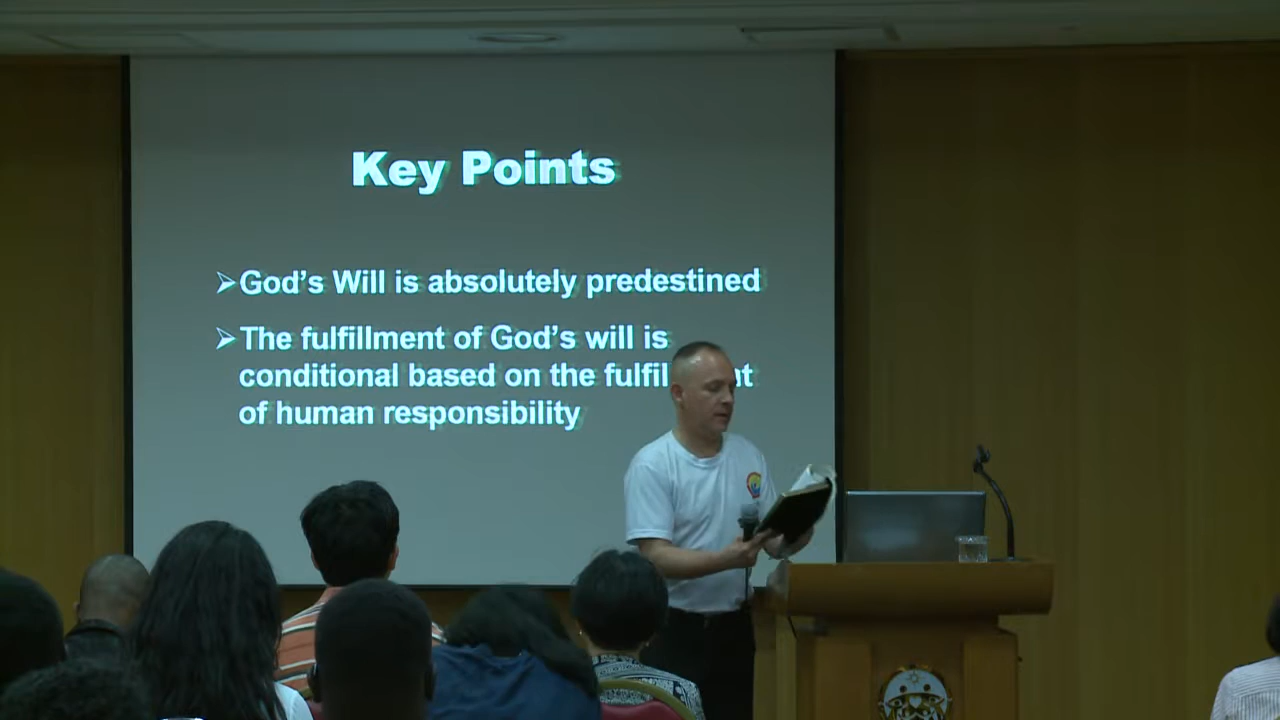 Key Points
➢God's Will is absolutely predestined
➢The fulfillment of God's will is
conditional based on the fulfil nt
of human responsibility